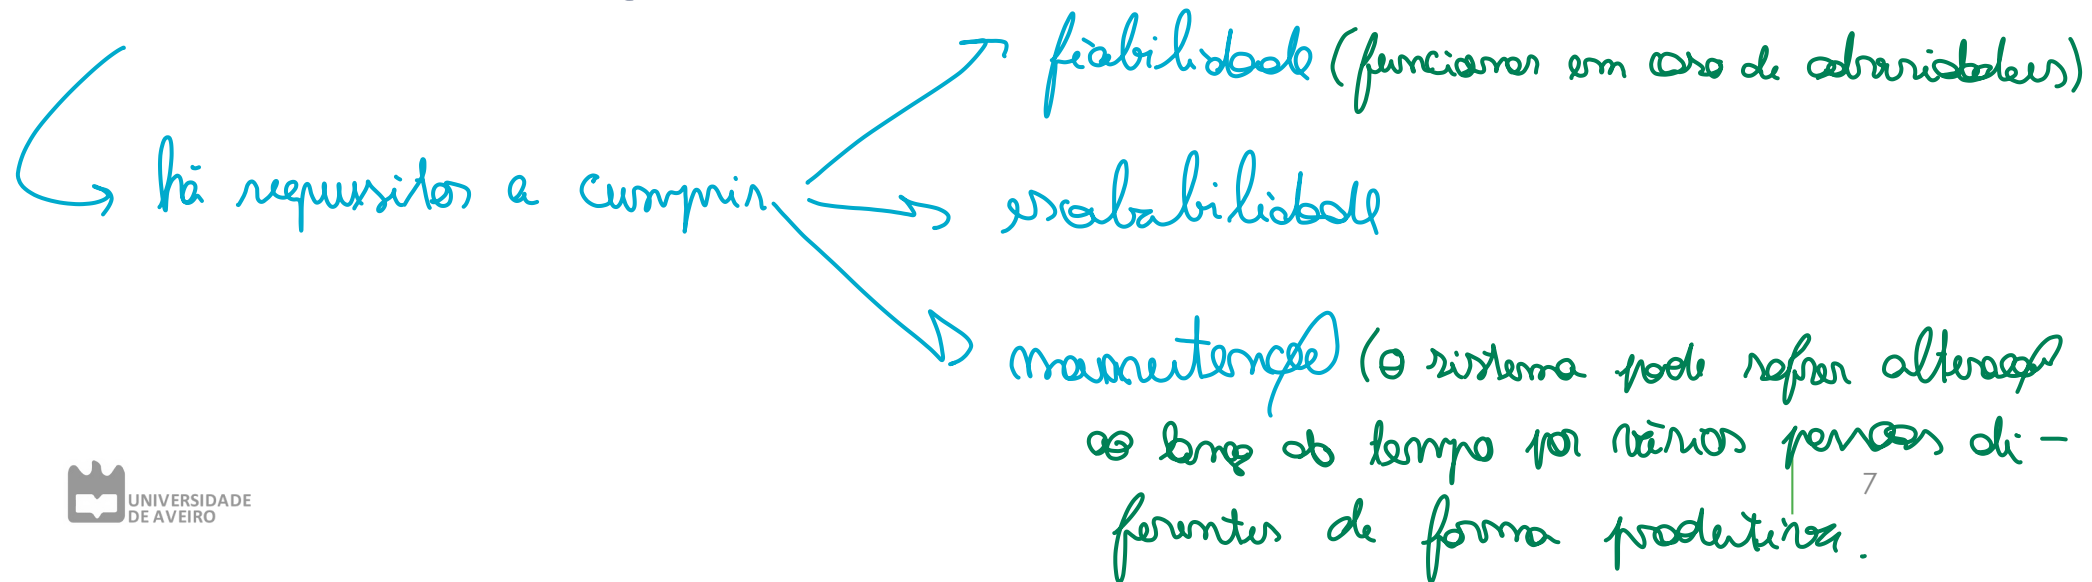 fiabilidade (funcionar em caso de adversidades)
há requisitos a cumprir
escalabilidade
manutenção (o sistema pode sofrer alteração
ao longo do tempo por várias pessoas di-
ferentes de forma produtiva.
7
UNIVERSIDADE
DE AVEIRO